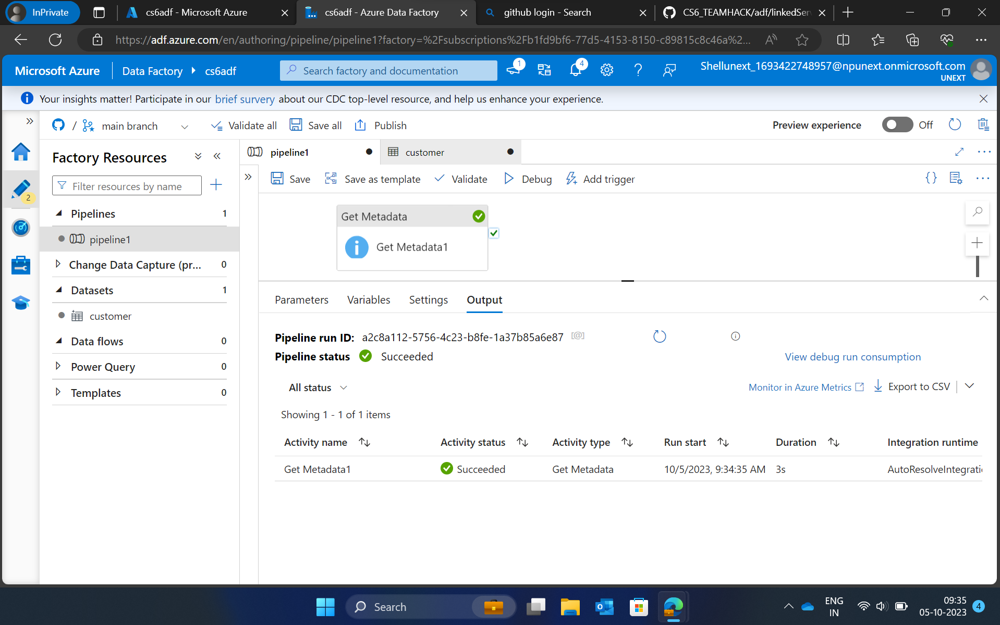 InPrivate
cs6adf - Microsoft Azure
cs6adf - Azure Data Factory
github login - Search
CS6_TEAMHACK/adf/linkedSer
https://adf.azure.com/en/authoring/pipeline/pipeline1?factory=%2Fsubscriptions%2Fb1fd9bf6-77d5-4153-8150-c89815c8c46a%2...
Microsoft Azure
Data Factory
cs6adf
Search factory and documentation
1
4
Shellunext_1693422748957@npunext.onmicrosoft.com
UNEXT
Your insights matter! Participate in our brief survery about our CDC top-level resource, and help us enhance your experience.
/ main branch
Validate all
Save all
Publish
Preview experience
Off
Factory Resources
pipeline1
customer
Filter resources by name
Save
Save as template
Validate
Debug
Add trigger
2
Pipelines 1
pipeline1
Change Data Capture (pr... 0
Datasets 1
customer
Data flows 0
Power Query 0
Templates 0
Get Metadata
Get Metadata1
Parameters
Variables
Settings
Output
Pipeline run ID: a2c8a112-5756-4c23-b8fe-1a37b85a6e87
Pipeline status Succeeded
View debug run consumption
All status
Monitor in Azure Metrics
Export to CSV
Showing 1 - 1 of 1 items
Activity name
Activity status
Activity type
Run start
Duration
Integration runtime
Get Metadata1
Succeeded
Get Metadata
10/5/2023, 9:34:35 AM
3s
AutoResolveIntegrati
Search
ENG
IN
09:35
05-10-2023
4